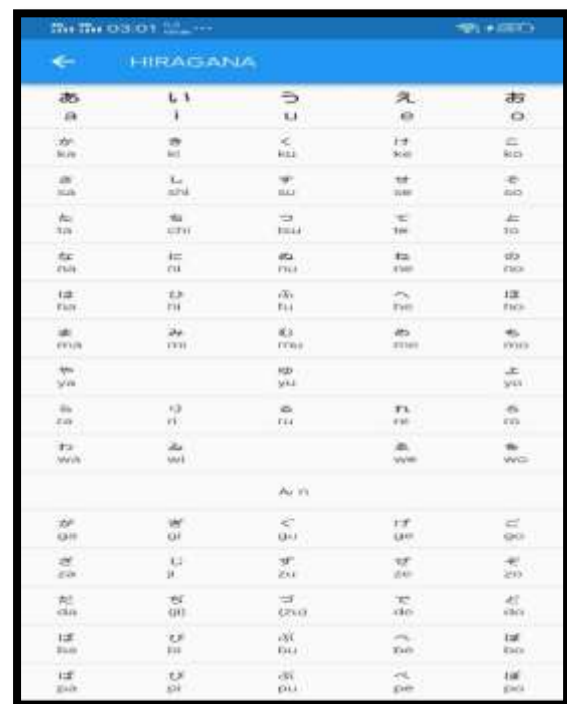 03:01
HIRAGANA
あ い う え お
a i u e o
か き く け こ
ka ki ku ke ko
さ し す せ そ
sa shi su se so
た ち つ て と
ta chi tsu te to
な に ぬ ね の
na ni nu ne no
は ひ ふ へ ほ
ha hi fu he ho
ま み む め も
ma mi mu me mo
や ゆ よ
ya yu yo
ら り る れ ろ
ra ri ru re ro
わ ゐ ゑ を
wa wi we wo
ん n
が ぎ ぐ げ ご
ga gi gu ge go
ざ じ ず ぜ ぞ
za ji zu ze zo
だ ぢ づ で ど
da (zu) de do
ば び ぶ べ ぼ
ba bi bu be bo
ぱ ぴ ぷ ぺ ぽ
pa pi pu pe po